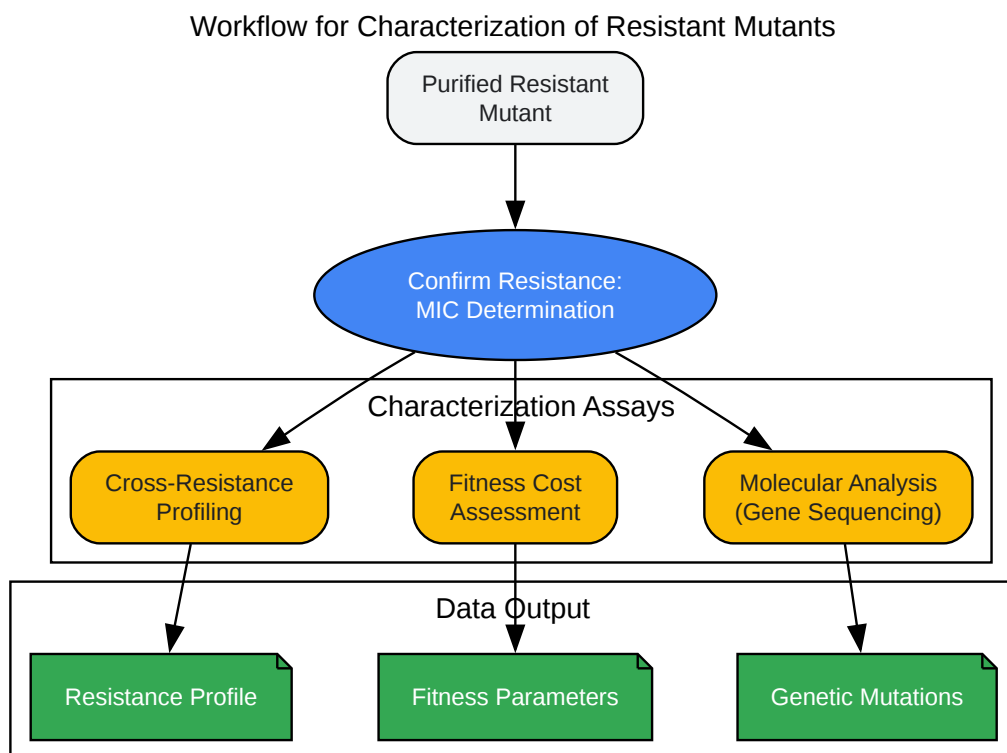 Workflow for Characterization of Resistant Mutants
Purified Resistant
Mutant
Confirm Resistance:
MIC Determination
Characterization Assays
Cross-Resistance
Profiling
Fitness Cost
Assessment
Molecular Analysis
(Gene Sequencing)
Data Output
Resistance Profile
Fitness Parameters
Genetic Mutations